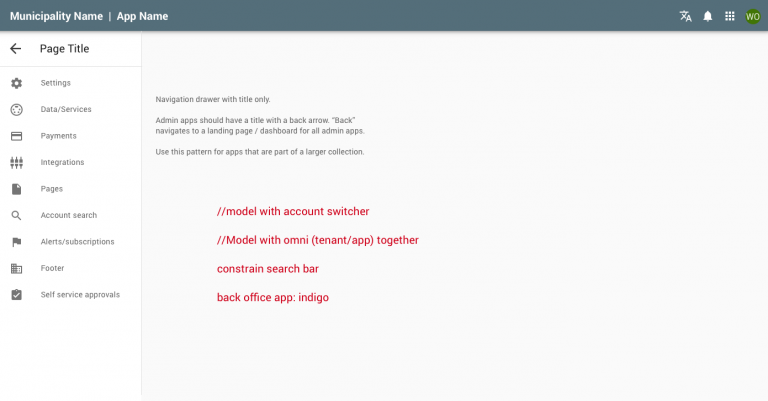 Municipality Name | App Name
WO
Page Title
Settings
Data/Services
Payments
Integrations
Pages
Account search
Alerts/subscriptions
Footer
Self service approvals
Navigation drawer with title only.
Admin apps should have a title with a back arrow. “Back”
navigates to a landing page / dashboard for all admin apps.
Use this pattern for apps that are part of a larger collection.
//model with account switcher
//Model with omni (tenant/app) together
constrain search bar
back office app: indigo